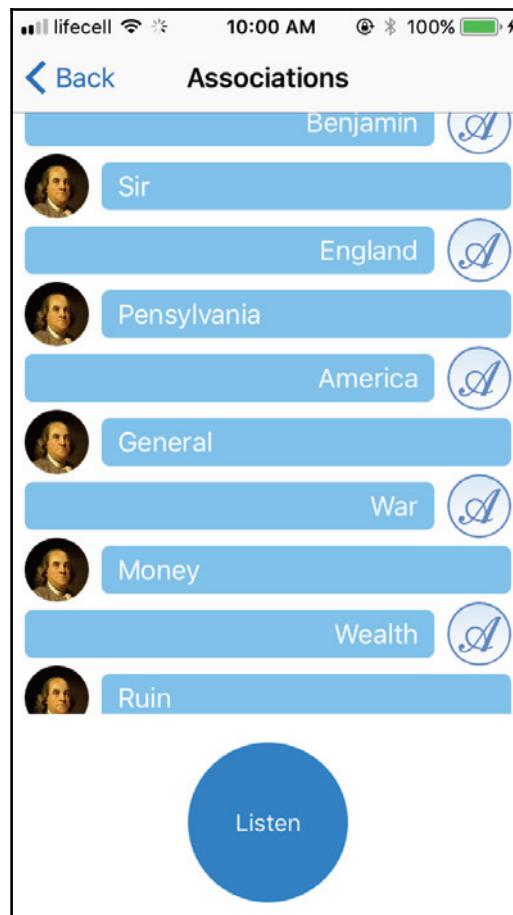 lifecell 10:00 AM 100%
Back Associations
Benjamin A
Sir
England A
Pensylvania
America A
General
War A
Money
Wealth A
Ruin
Listen